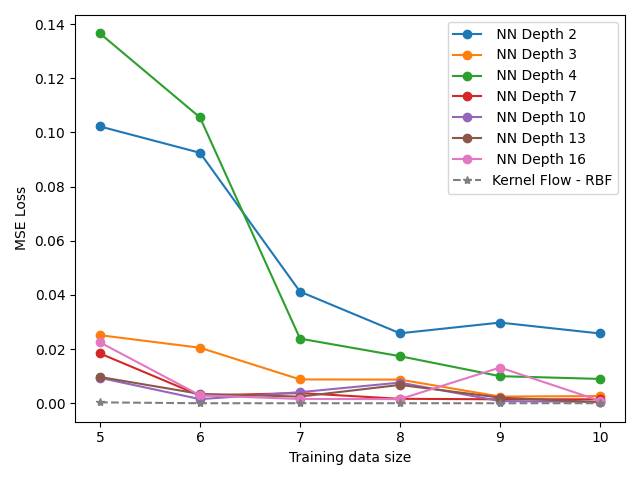 0.14
0.12
0.10
0.08
0.06
0.04
0.02
0.00
MSE Loss
5 6 7 8 9 10
Training data size
NN Depth 2
NN Depth 3
NN Depth 4
NN Depth 7
NN Depth 10
NN Depth 13
NN Depth 16
Kernel Flow - RBF